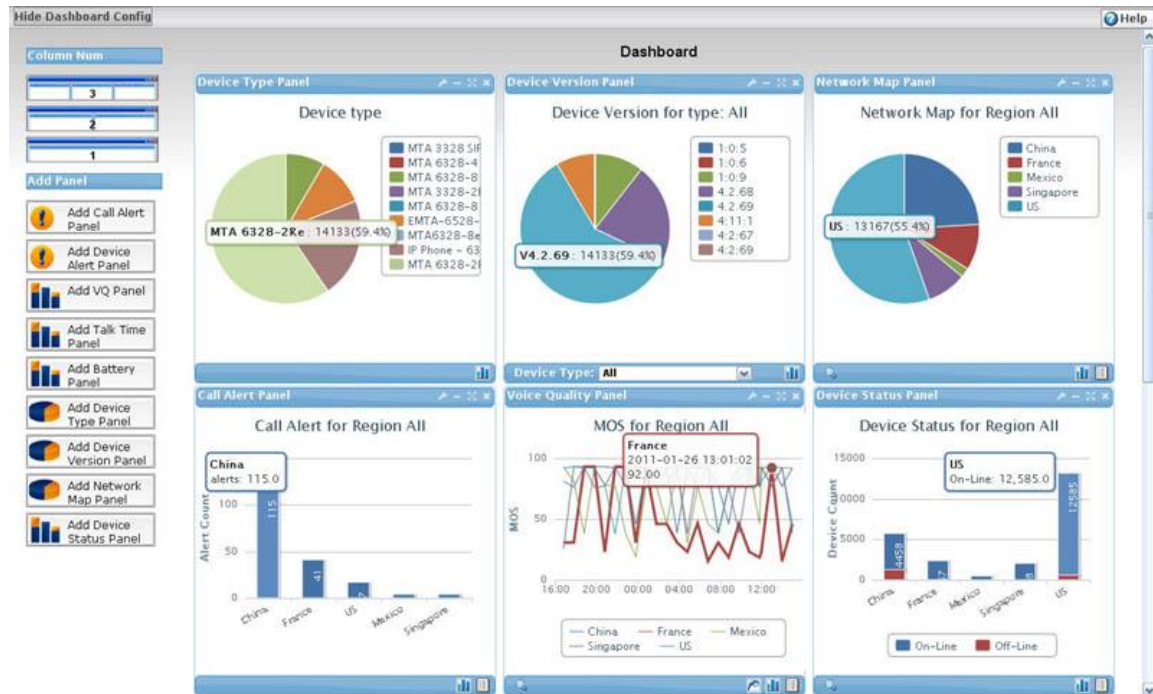 Hide Dashboard Config
Help
Dashboard
Column Num
3
2
1
Add Panel
Add Call Alert
Panel
Add Device
Alert Panel
Add VQ Panel
Add Talk Time
Panel
Add Battery
Panel
Add Device
Type Panel
Add Device
Version Panel
Add Network
Map Panel
Add Device
Status Panel
Device Type Panel
Device type
MTA 3328 SIP
MTA 6328-4
MTA 6328-8
MTA 3328-2
MTA 6328-8
EMTA-6528-
MTA6328-8e
IP Phone - 63
MTA 6328-2
MTA 6328-2Re : 14133(59.4%)
Device Version Panel
Device Version for type: All
1:0:5
1:0:6
1:0:9
4.2.68
4.2.69
4:11:1
4:2:67
4:2:69
V4.2.69 : 14133(59.4%)
Device Type: All
Network Map Panel
Network Map for Region All
China
France
Mexico
Singapore
US
US : 13167(55.4%)
Call Alert Panel
Call Alert for Region All
China
alerts: 115.0
Alert Count
100
50
0
115
41
China
France
US
Mexico
Singapore
Voice Quality Panel
MOS for Region All
France
2011-01-26 13:01:02
92.00
MOS
100
50
0
16:00
20:00
00:00
04:00
08:00
12:00
China
France
Mexico
Singapore
US
Device Status Panel
Device Status for Region All
US
On-Line: 12,585.0
Device Count
15000
10000
5000
0
4458
12585
China
France
Mexico
Singapore
US
On-Line
Off-Line